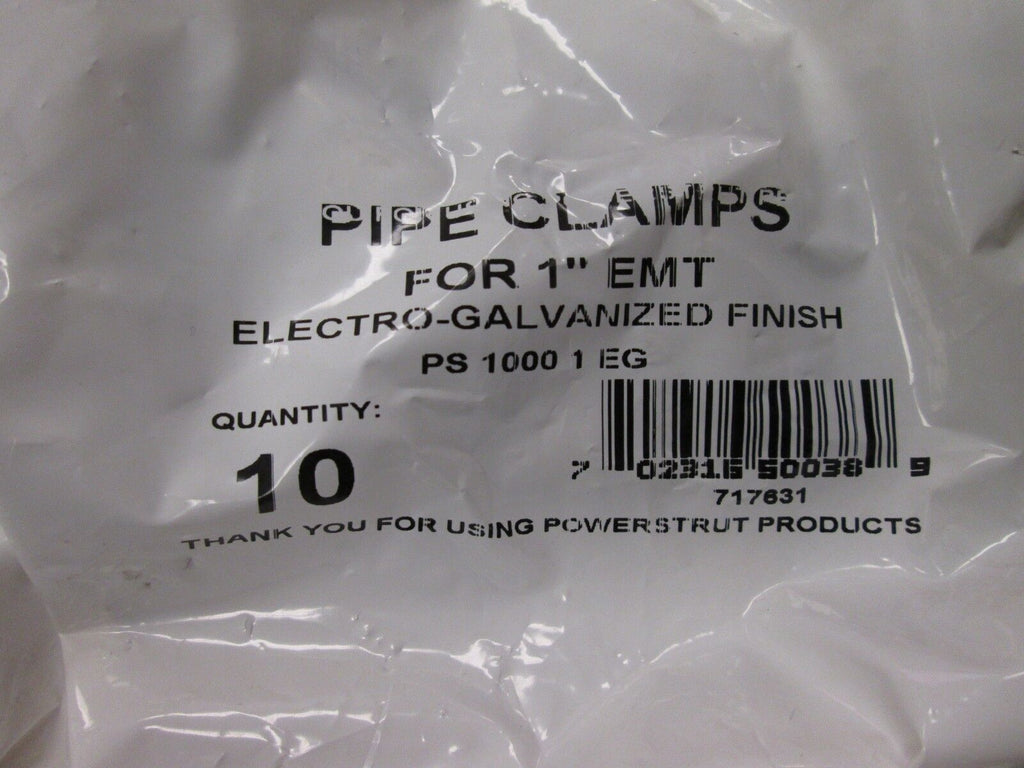 PIPE CLAMPS
FOR 1" EMT
ELECTRO-GALVANIZED FINISH
PS 1000 1 EG
QUANTITY:
10
7 02316 50038 9
717631
THANK YOU FOR USING POWERSTRUT PRODUCTS